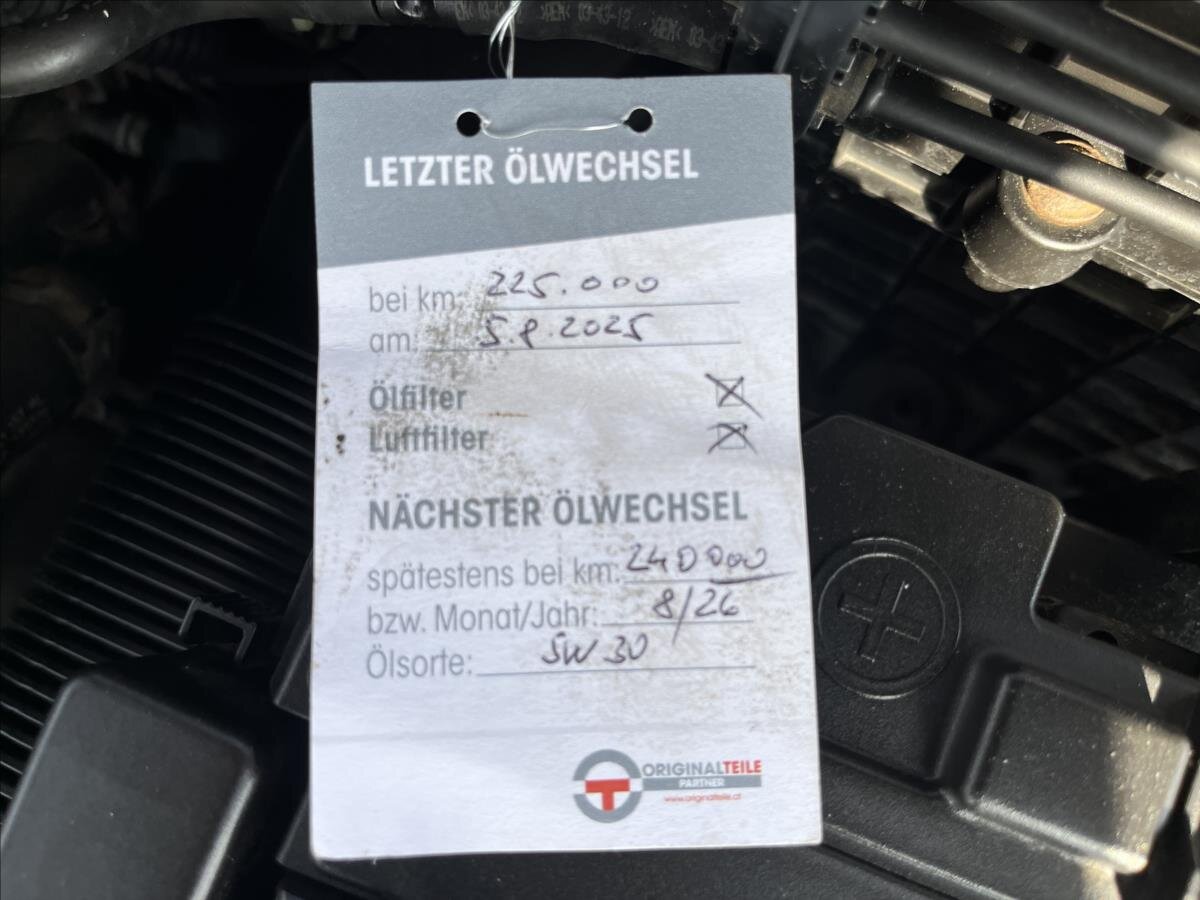 LETZTER ÖLWECHSEL
bei km: 225.000
am: 5.8.2025
Ölfilter
Luftfilter
NÄCHSTER ÖLWECHSEL
spätestens bei km: 240000
bzw. Monat/Jahr: 8/26
Ölsorte: 5W 30
ORIGINALTEILE
PARTNER
www.originalteile.at